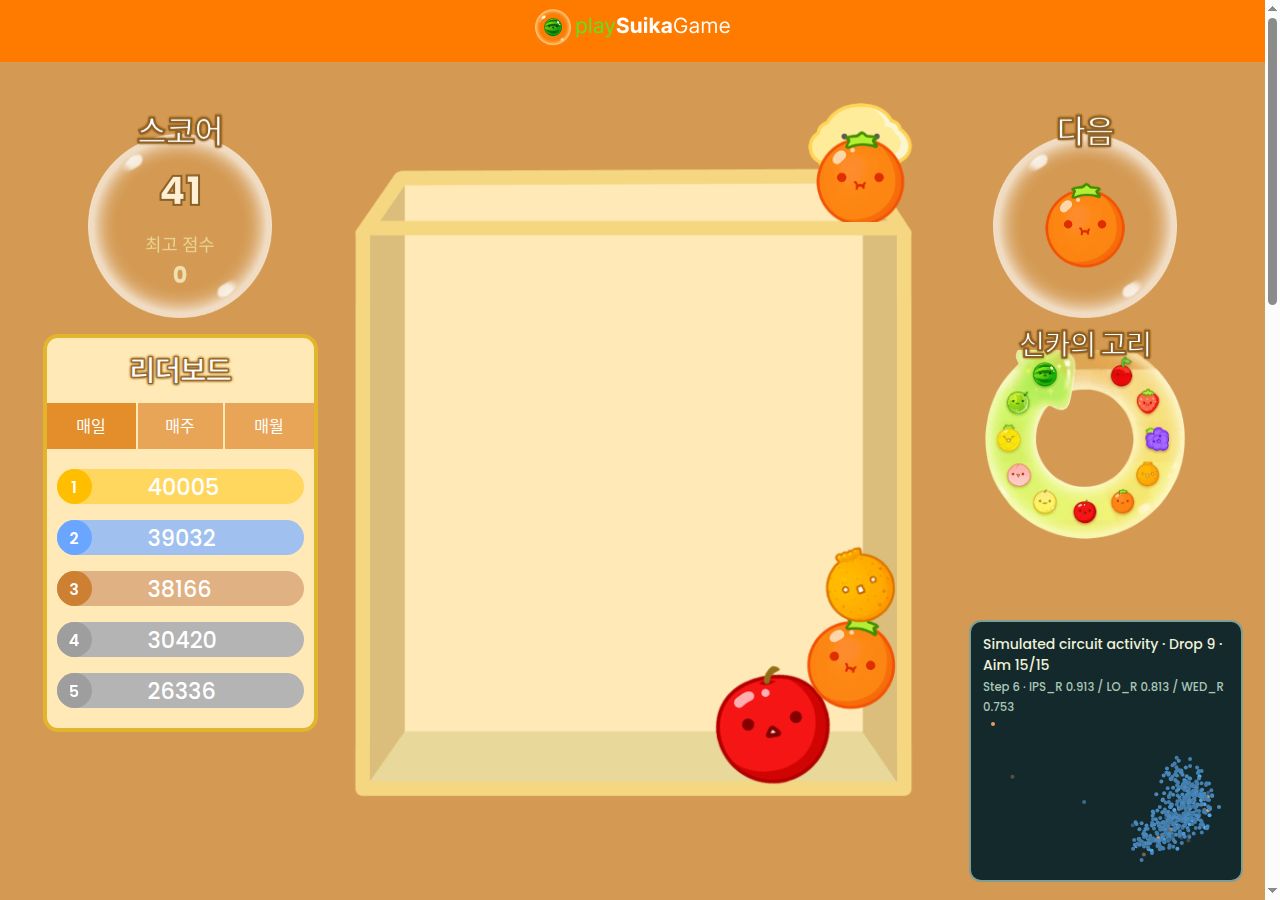 playSuikaGame
스코어
41
최고 점수
0
다음
신카의 고리
리더보드
매일 매주 매월
1 40005
2 39032
3 38166
4 30420
5 26336
Simulated circuit activity · Drop 9 ·
Aim 15/15
Step 6 · IPS_R 0.913 / LO_R 0.813 / WED_R
0.753